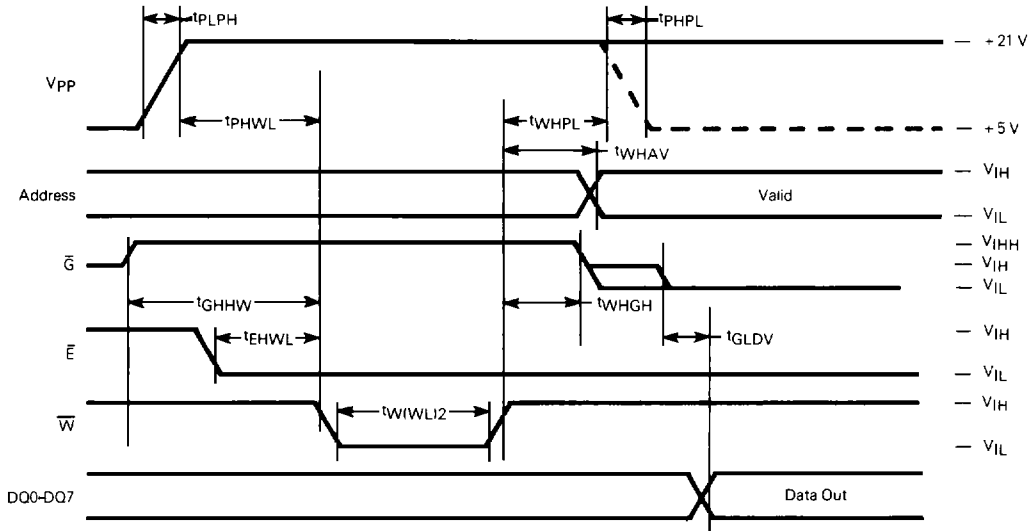 tPLPH
tPHPL
VPP
+21 V
tPHWL
tWHPL
+5 V
tWHAV
Address
Valid
VIH
VIL
G̅
VIHH
VIH
VIL
tGHHW
tWHGH
tEHWL
tGLDV
E̅
VIH
VIL
W̅
tW(WL)2
VIH
VIL
DQ0-DQ7
Data Out